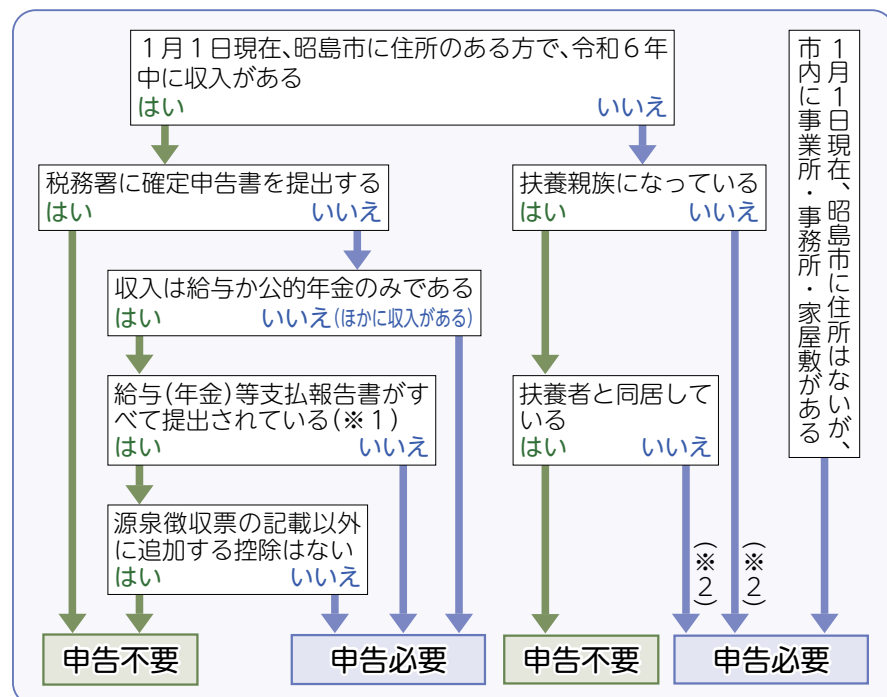 1月1日現在、昭島市に住所のある方で、令和6年
中に収入がある
はい　いいえ
税務署に確定申告書を提出する
はい　いいえ
扶養親族になっている
はい　いいえ
1月1日現在、昭島市に住所はないが、
市内に事業所・事務所・家屋敷がある
収入は給与か公的年金のみである
はい　いいえ(ほかに収入がある)
給与(年金)等支払報告書がす
べて提出されている(※1)
はい　いいえ
扶養者と同居して
いる
はい　いいえ
源泉徴収票の記載以外
に追加する控除はない
はい　いいえ
(※2)
(※2)
申告不要
申告必要
申告不要
申告必要